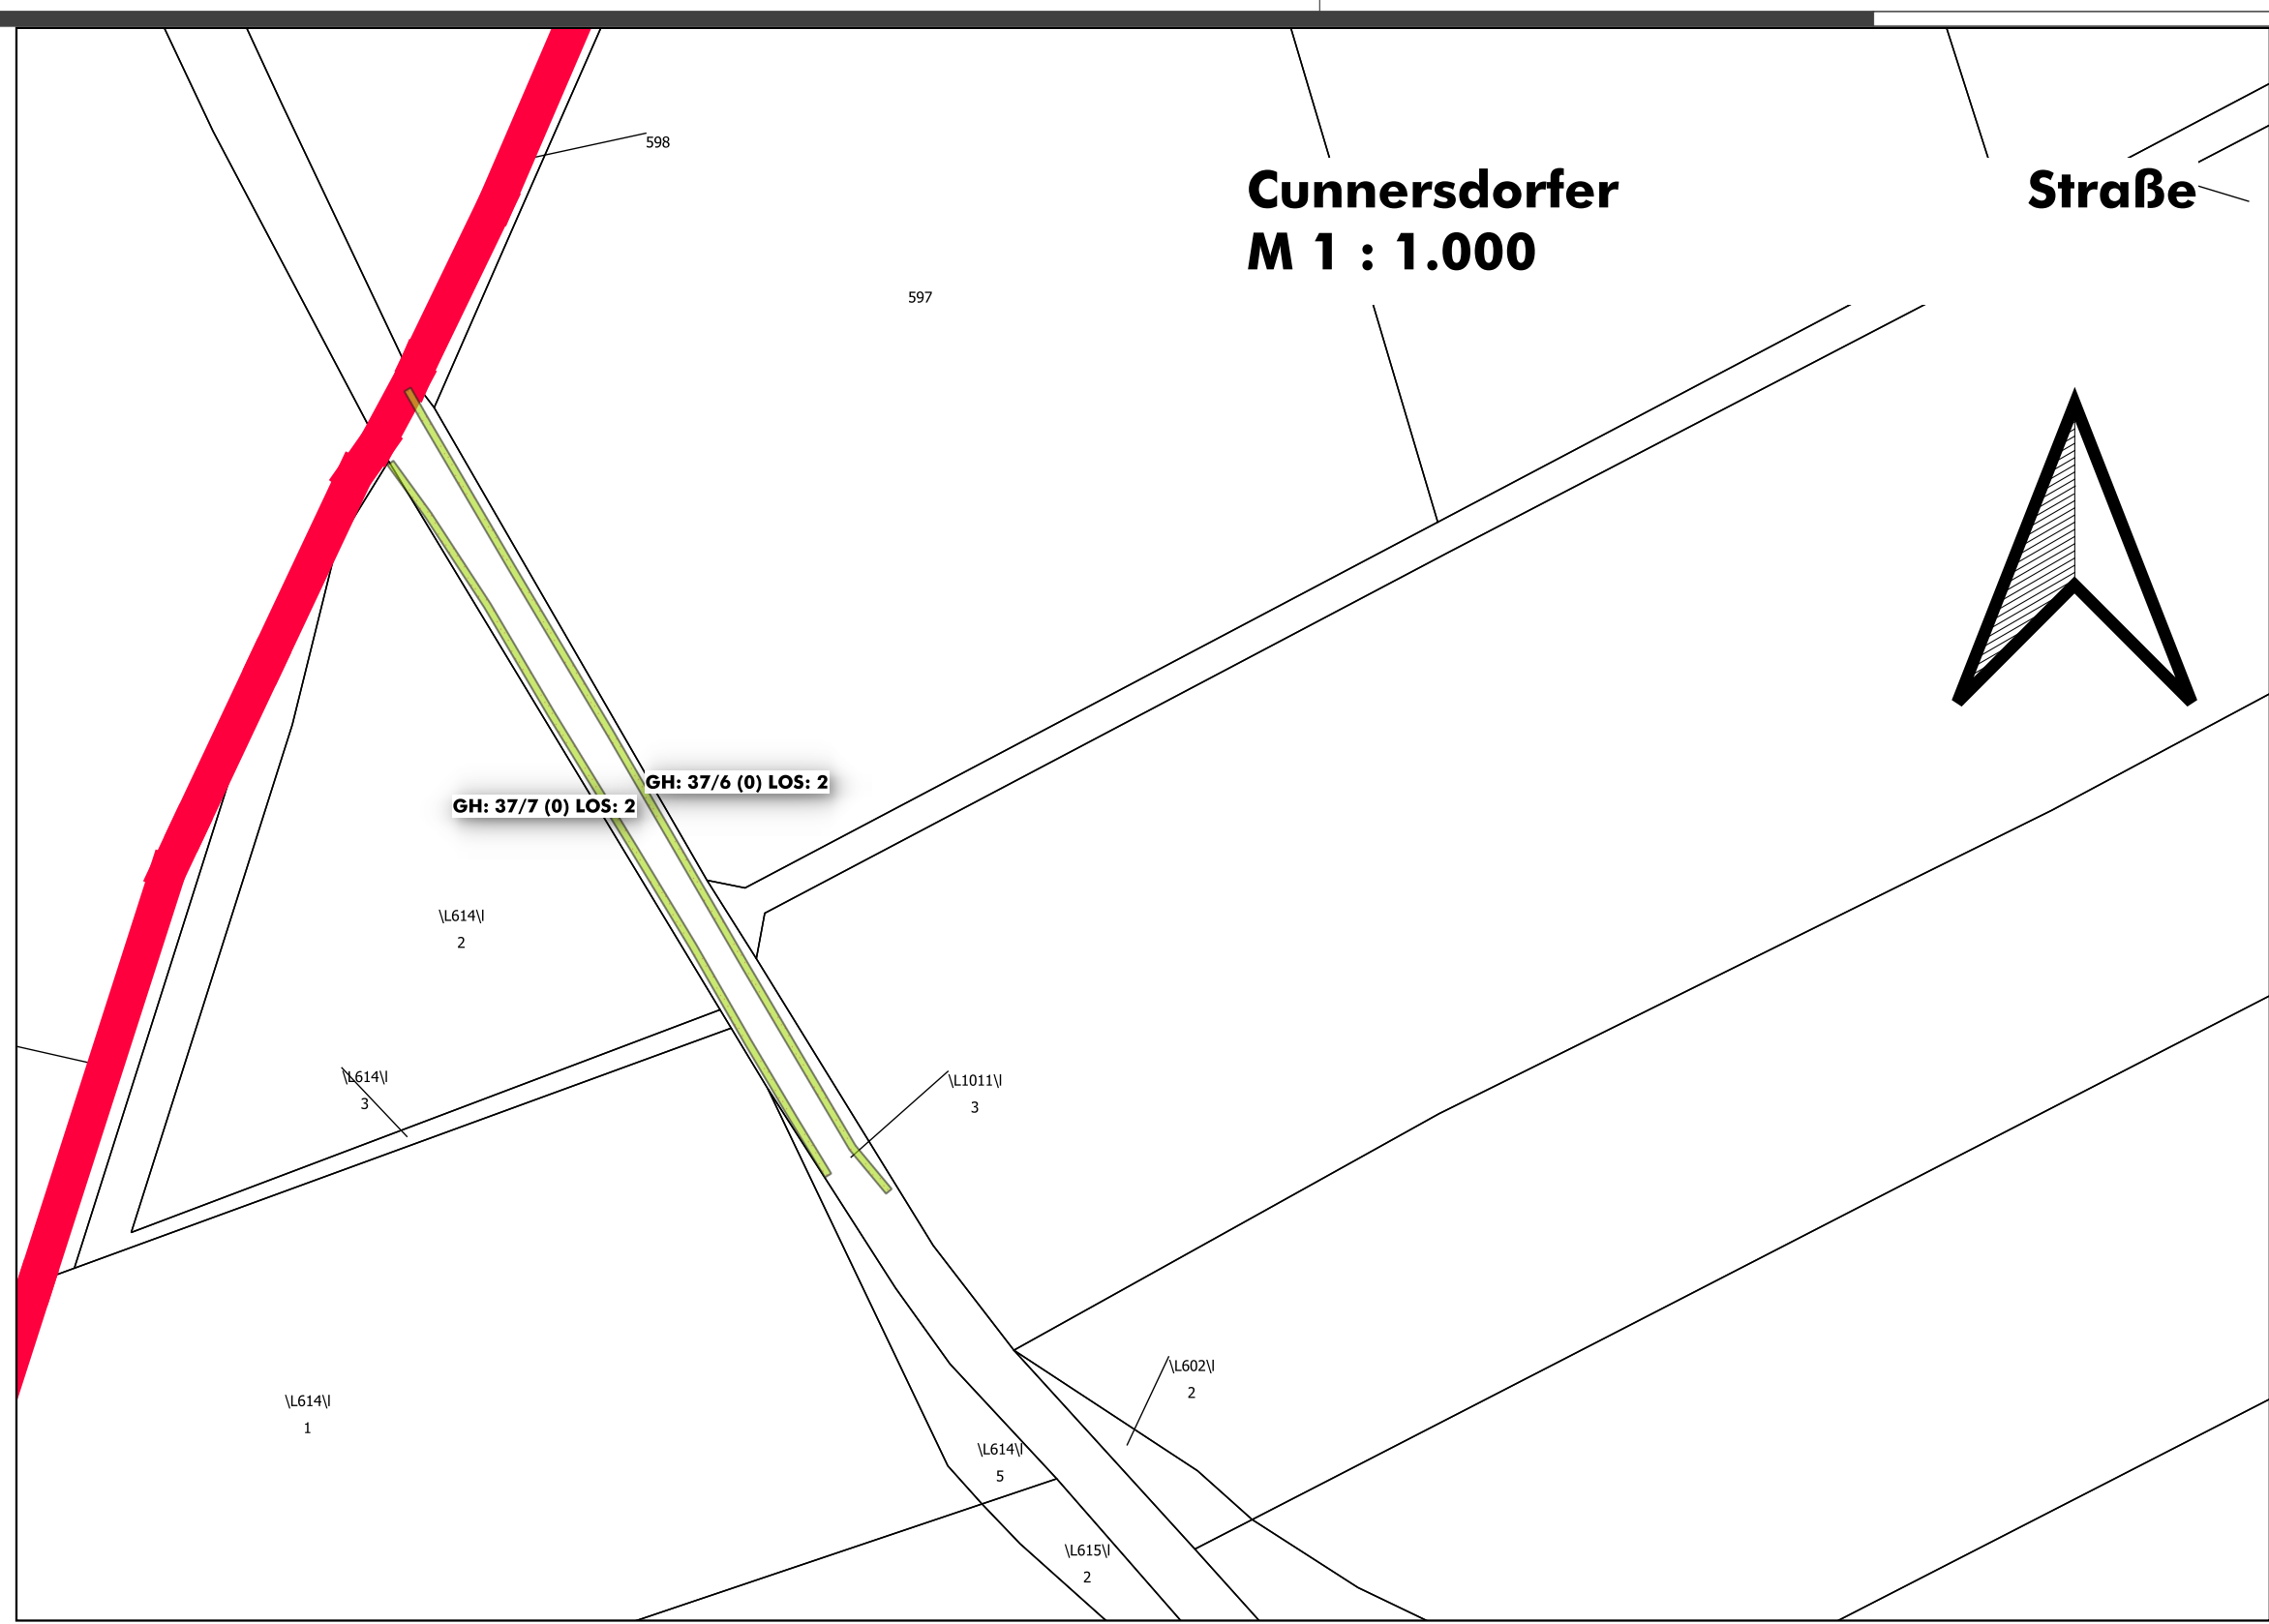 598
Cunnersdorfer Straße
M 1 : 1.000
597
GH: 37/6 (0) LOS: 2
GH: 37/7 (0) LOS: 2
\L614\l
2
\L614\l
3
\L1011\l
3
\L602\l
2
\L614\l
1
\L614\l
5
\L615\l
2